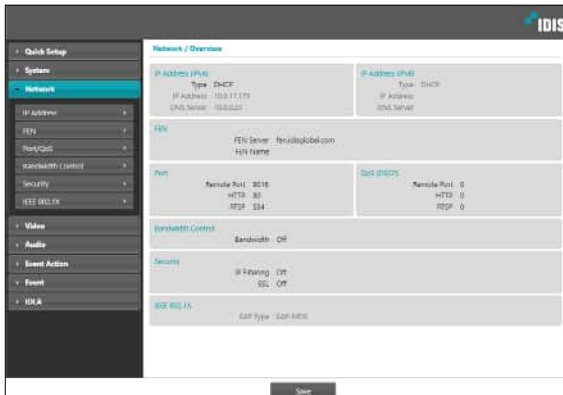 IDIS
Quick Setup
System
Network
IP Address
FEN
Port/QoS
Bandwidth Control
Security
IEEE 802.1X
Video
Audio
Event Action
Event
Network / Overview
IP Address (IPv4)
Type DHCP
IP Address
DNS Server
IP Address (IPv6)
Type DHCP
IP Address
DNS Server
FEN
FEN Server fen.idisglobal.com
FEN Name
Port
Remote Port 8016
HTTP 80
RTSP 554
QoS (DSCP)
Remote Port 0
HTTP 0
RTSP 0
Bandwidth Control
Bandwidth Off
Security
IP Filtering Off
SSL Off
IEEE 802.1X
EAP Type EAP-MD5
Save